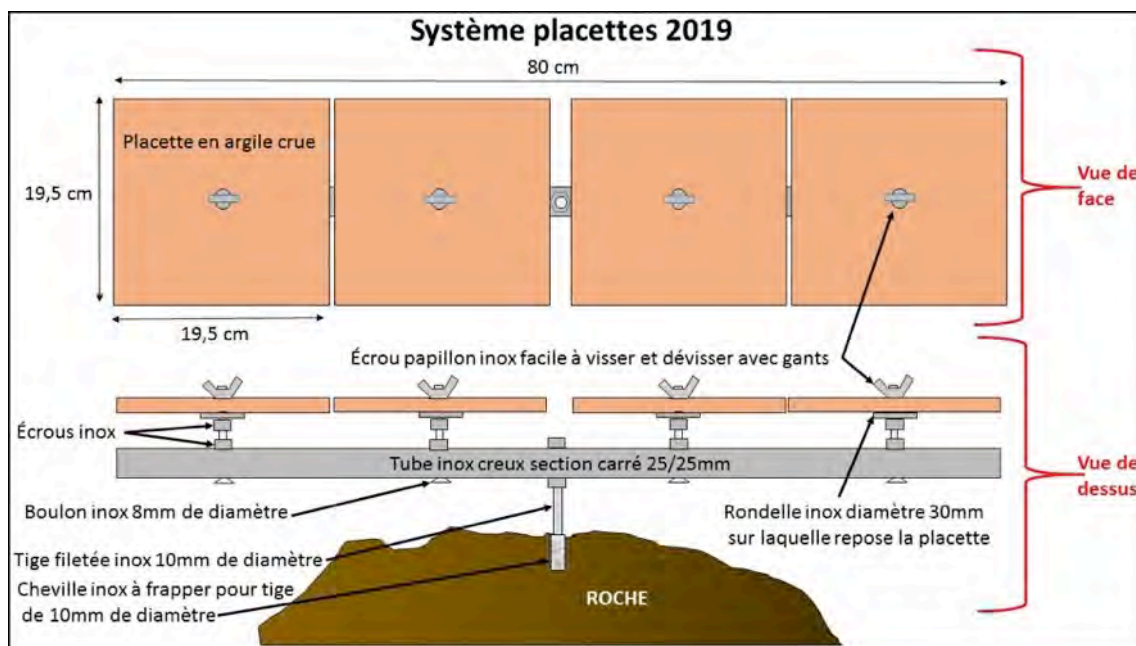 Système placettes 2019
80 cm
Placette en argile crue
19,5 cm
19,5 cm
Vue de
face
Écrou papillon inox facile à visser et dévisser avec gants
Écrous inox
Tube inox creux section carré 25/25mm
Vue de
dessus
Boulon inox 8mm de diamètre
Rondelle inox diamètre 30mm
sur laquelle repose la placette
Tige filetée inox 10mm de diamètre
Cheville inox à frapper pour tige
de 10mm de diamètre
ROCHE